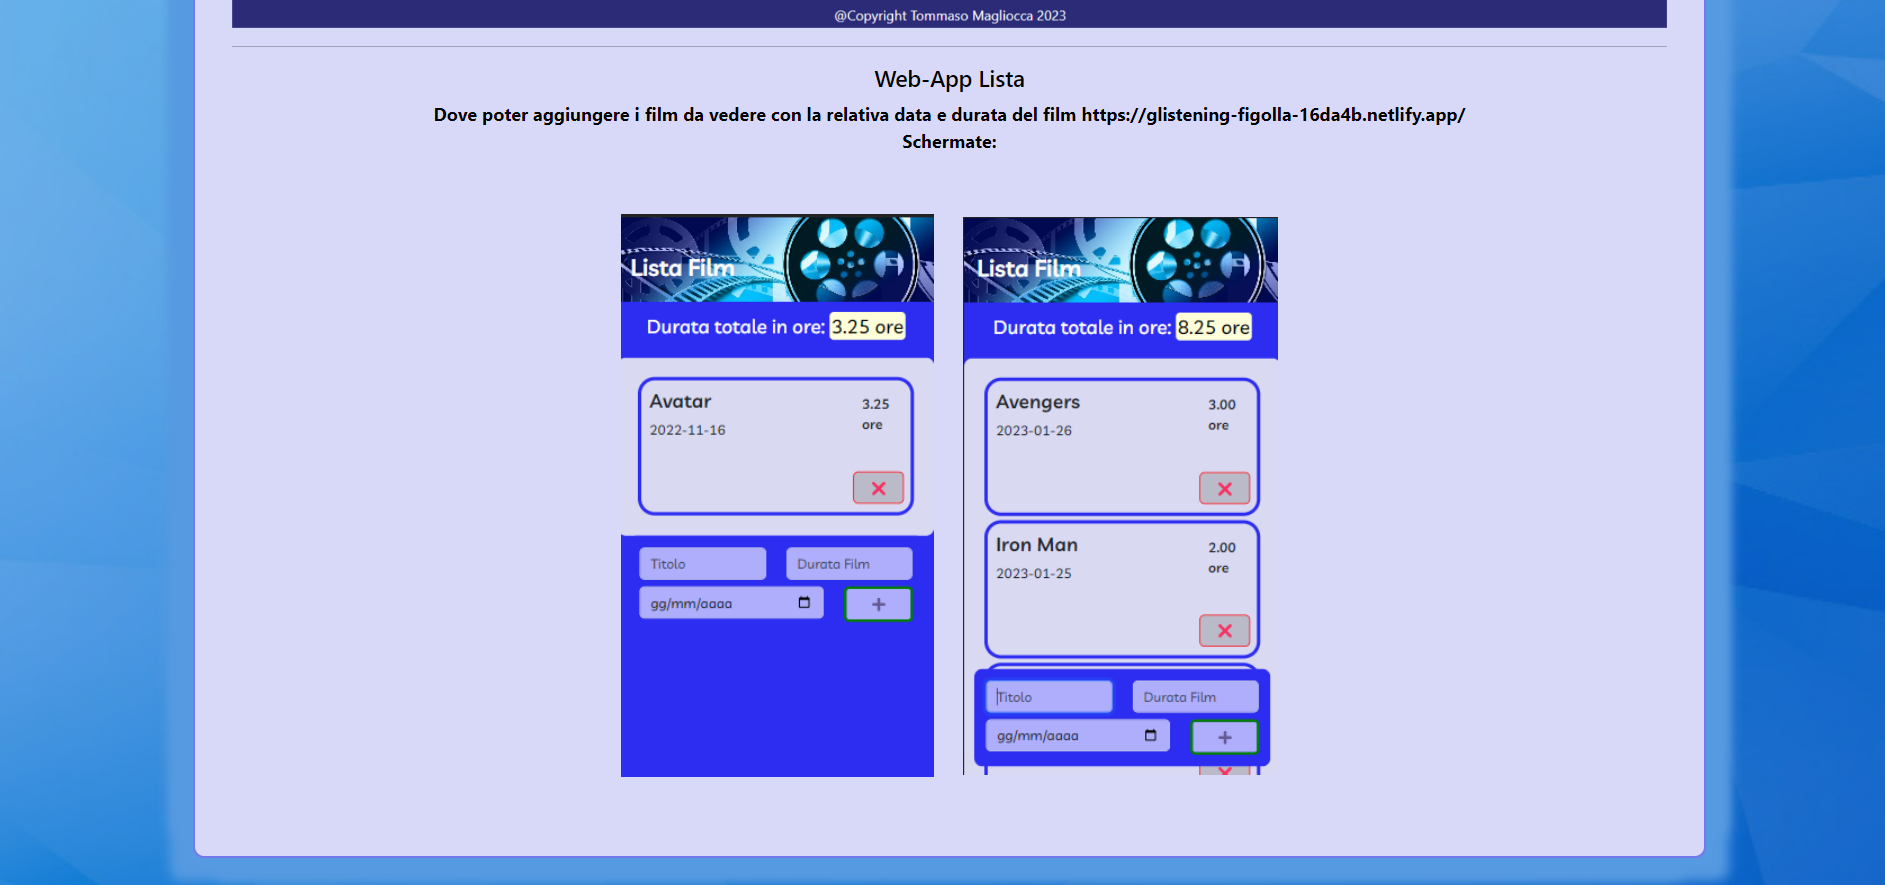 @Copyright Tommaso Magliocca 2023
Web-App Lista
Dove poter aggiungere i film da vedere con la relativa data e durata del film https://glistening-figolla-16da4b.netlify.app/
Schermate:
Lista Film
Durata totale in ore: 3.25 ore
Avatar
3.25
ore
2022-11-16
Titolo
Durata Film
gg/mm/aaaa
+
Lista Film
Durata totale in ore: 8.25 ore
Avengers
3.00
ore
2023-01-26
Iron Man
2.00
ore
2023-01-25
Titolo
Durata Film
gg/mm/aaaa
+